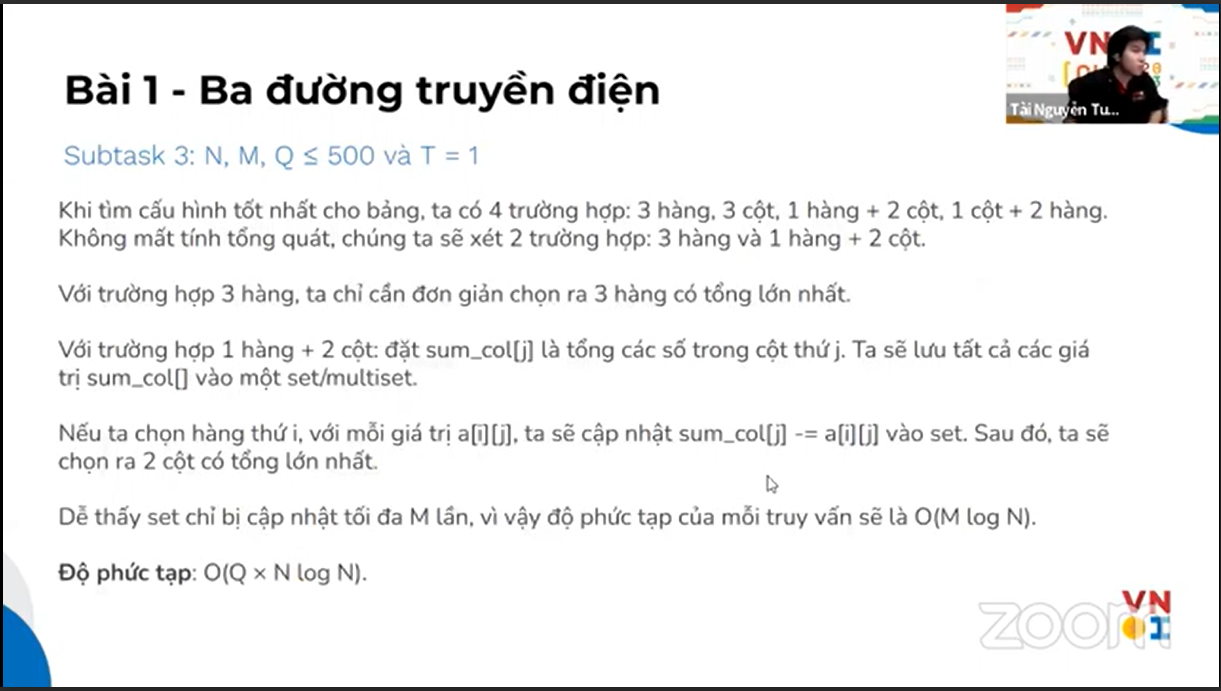 Bài 1 - Ba đường truyền điện
Subtask 3: N, M, Q ≤ 500 và T = 1
Khi tìm cấu hình tốt nhất cho bảng, ta có 4 trường hợp: 3 hàng, 3 cột, 1 hàng + 2 cột, 1 cột + 2 hàng.
Không mất tính tổng quát, chúng ta sẽ xét 2 trường hợp: 3 hàng và 1 hàng + 2 cột.
Với trường hợp 3 hàng, ta chỉ cần đơn giản chọn ra 3 hàng có tổng lớn nhất.
Với trường hợp 1 hàng + 2 cột: đặt sum_col[j] là tổng các số trong cột thứ j. Ta sẽ lưu tất cả các giá
trị sum_col[] vào một set/multiset.
Nếu ta chọn hàng thứ i, với mỗi giá trị a[i][j], ta sẽ cập nhật sum_col[j] -= a[i][j] vào set. Sau đó, ta sẽ
chọn ra 2 cột có tổng lớn nhất.
Dễ thấy set chỉ bị cập nhật tối đa M lần, vì vậy độ phức tạp của mỗi truy vấn sẽ là O(M log N).
Độ phức tạp: O(Q × N log N).
Tài Nguyễn Tu...
zoom
VN
OI